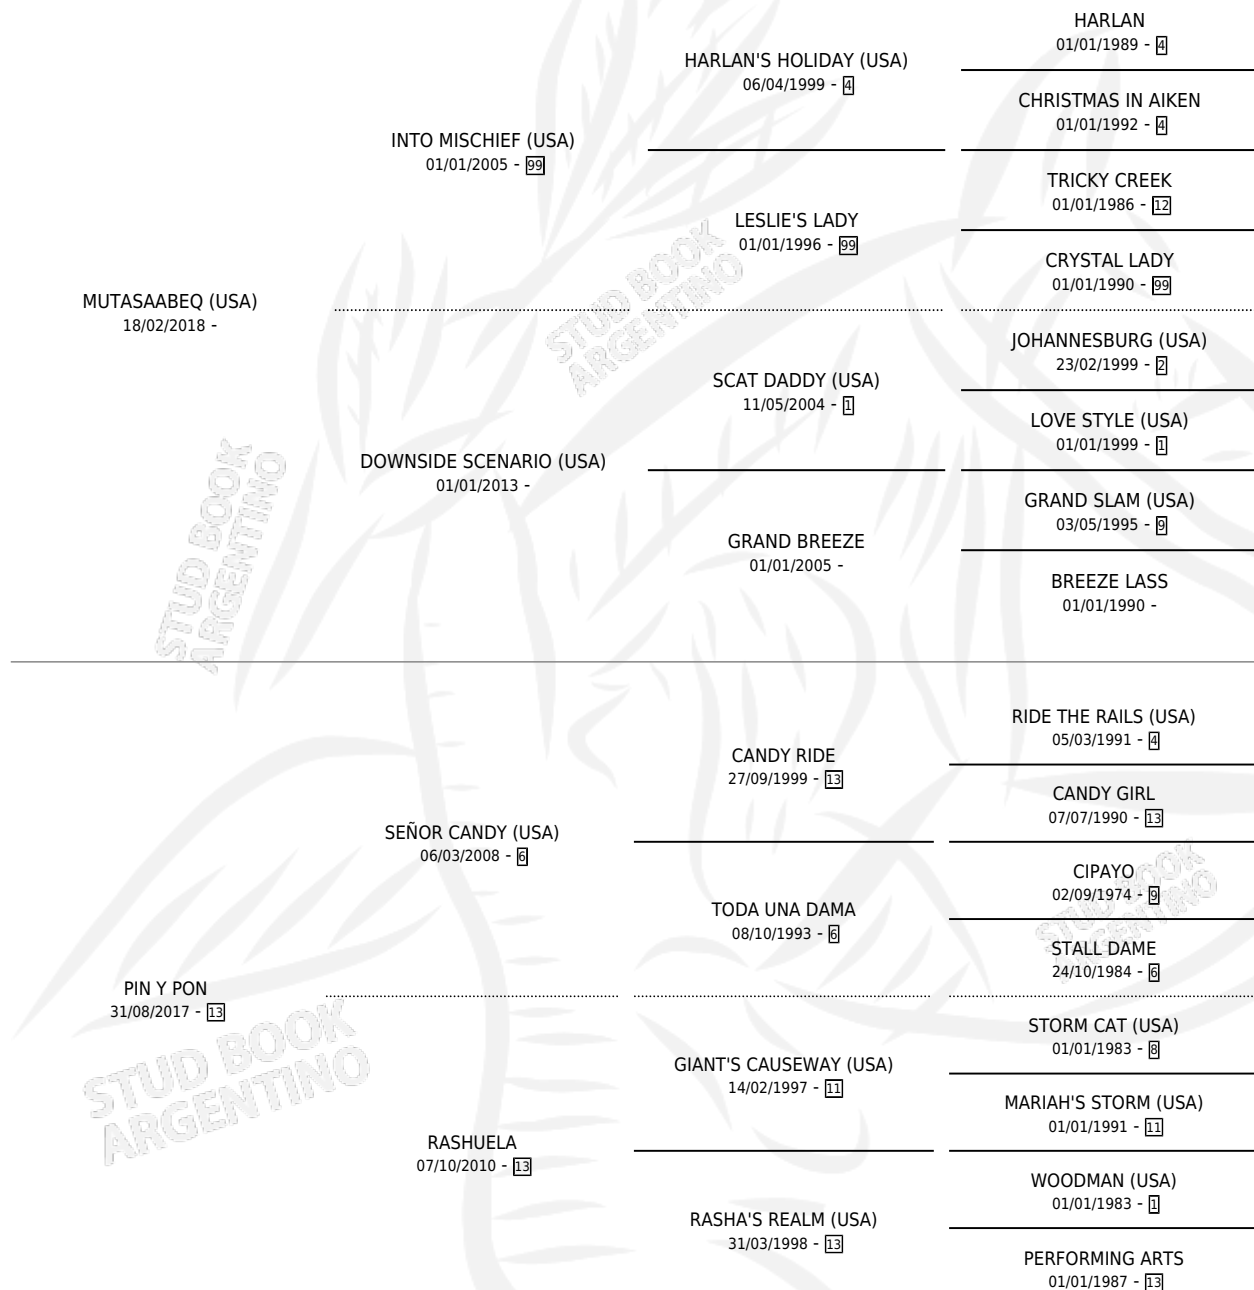 HARLAN
01/01/1989 - 4
HARLAN'S HOLIDAY (USA)
06/04/1999 - 4
CHRISTMAS IN AIKEN
01/01/1992 - 4
INTO MISCHIEF (USA)
01/01/2005 - 99
TRICKY CREEK
01/01/1986 - 12
LESLIE'S LADY
01/01/1996 - 99
CRYSTAL LADY
01/01/1990 - 99
MUTASAABEQ (USA)
18/02/2018 -
STUD BOOK
ARGENTINO
JOHANNESBURG (USA)
23/02/1999 - 2
SCAT DADDY (USA)
11/05/2004 - 1
LOVE STYLE (USA)
01/01/1999 - 1
DOWNSIDE SCENARIO (USA)
01/01/2013 -
GRAND SLAM (USA)
03/05/1995 - 9
GRAND BREEZE
01/01/2005 -
BREEZE LASS
01/01/1990 -
STUD BOOK
ARGENTINO
RIDE THE RAILS (USA)
05/03/1991 - 4
CANDY RIDE
27/09/1999 - 13
CANDY GIRL
07/07/1990 - 13
SEÑOR CANDY (USA)
06/03/2008 - 6
CIPAYO
02/09/1974 - 9
TODA UNA DAMA
08/10/1993 - 6
STUD BOOK
ARGENTINO
STALL DAME
24/10/1984 - 6
PIN Y PON
31/08/2017 - 13
STUD BOOK
ARGENTINO
STORM CAT (USA)
01/01/1983 - 8
GIANT'S CAUSEWAY (USA)
14/02/1997 - 11
MARIAH'S STORM (USA)
01/01/1991 - 11
RASHUELA
07/10/2010 - 13
WOODMAN (USA)
01/01/1983 - 1
RASHA'S REALM (USA)
31/03/1998 - 13
PERFORMING ARTS
01/01/1987 - 13